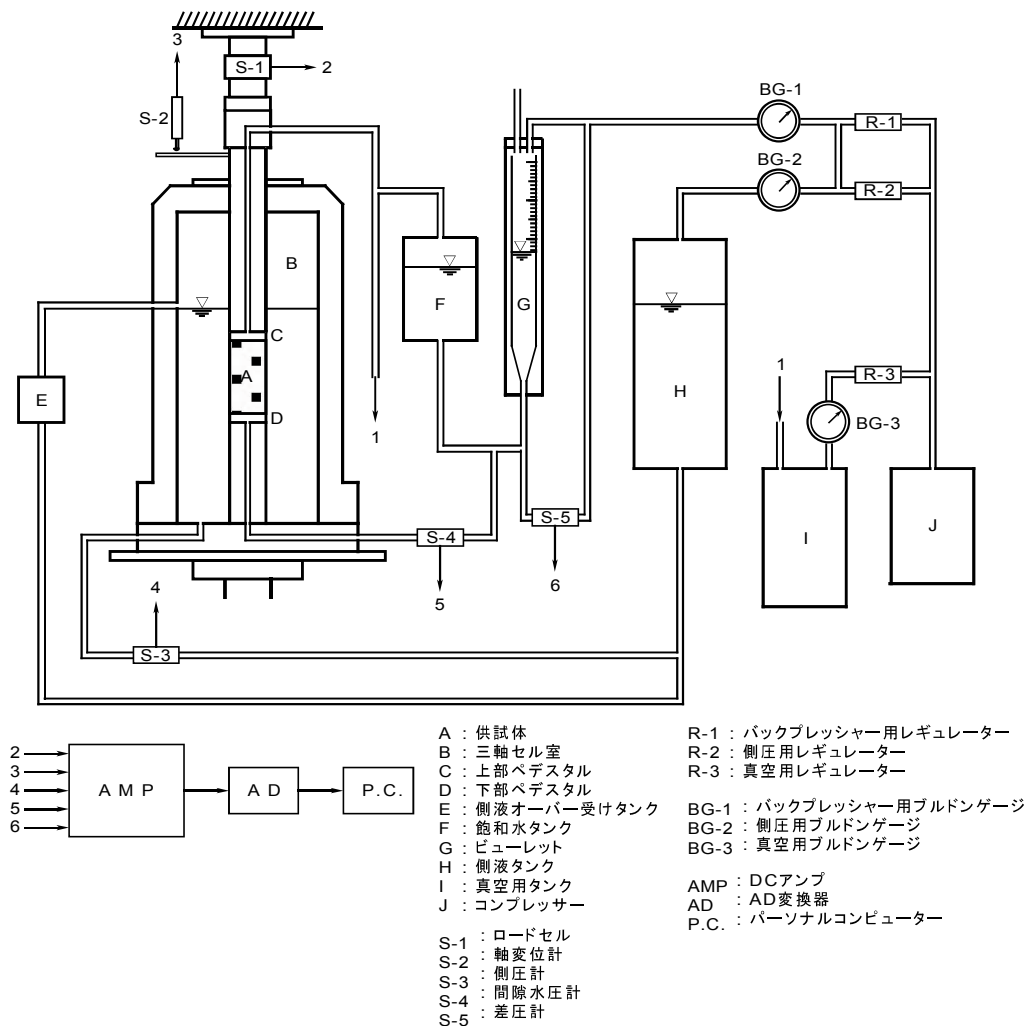 3
S-1
2
S-2
BG-1
R-1
BG-2
R-2
B
F
G
C
A
D
E
H
1
R-3
1
BG-3
S-4
S-5
I
J
5
6
4
S-3
2
3
4
5
6
AMP
AD
P.C.
A : 供試体
B : 三軸セル室
C : 上部ペデスタル
D : 下部ペデスタル
E : 側液オーバー受けタンク
F : 飽和水タンク
G : ビューレット
H : 側液タンク
I : 真空用タンク
J : コンプレッサー
S-1 : ロードセル
S-2 : 軸変位計
S-3 : 側圧計
S-4 : 間隙水圧計
S-5 : 差圧計
R-1 : バックプレッシャー用レギュレーター
R-2 : 側圧用レギュレーター
R-3 : 真空用レギュレーター
BG-1 : バックプレッシャー用ブルドンゲージ
BG-2 : 側圧用ブルドンゲージ
BG-3 : 真空用ブルドンゲージ
AMP : DCアンプ
AD : AD変換器
P.C. : パーソナルコンピューター